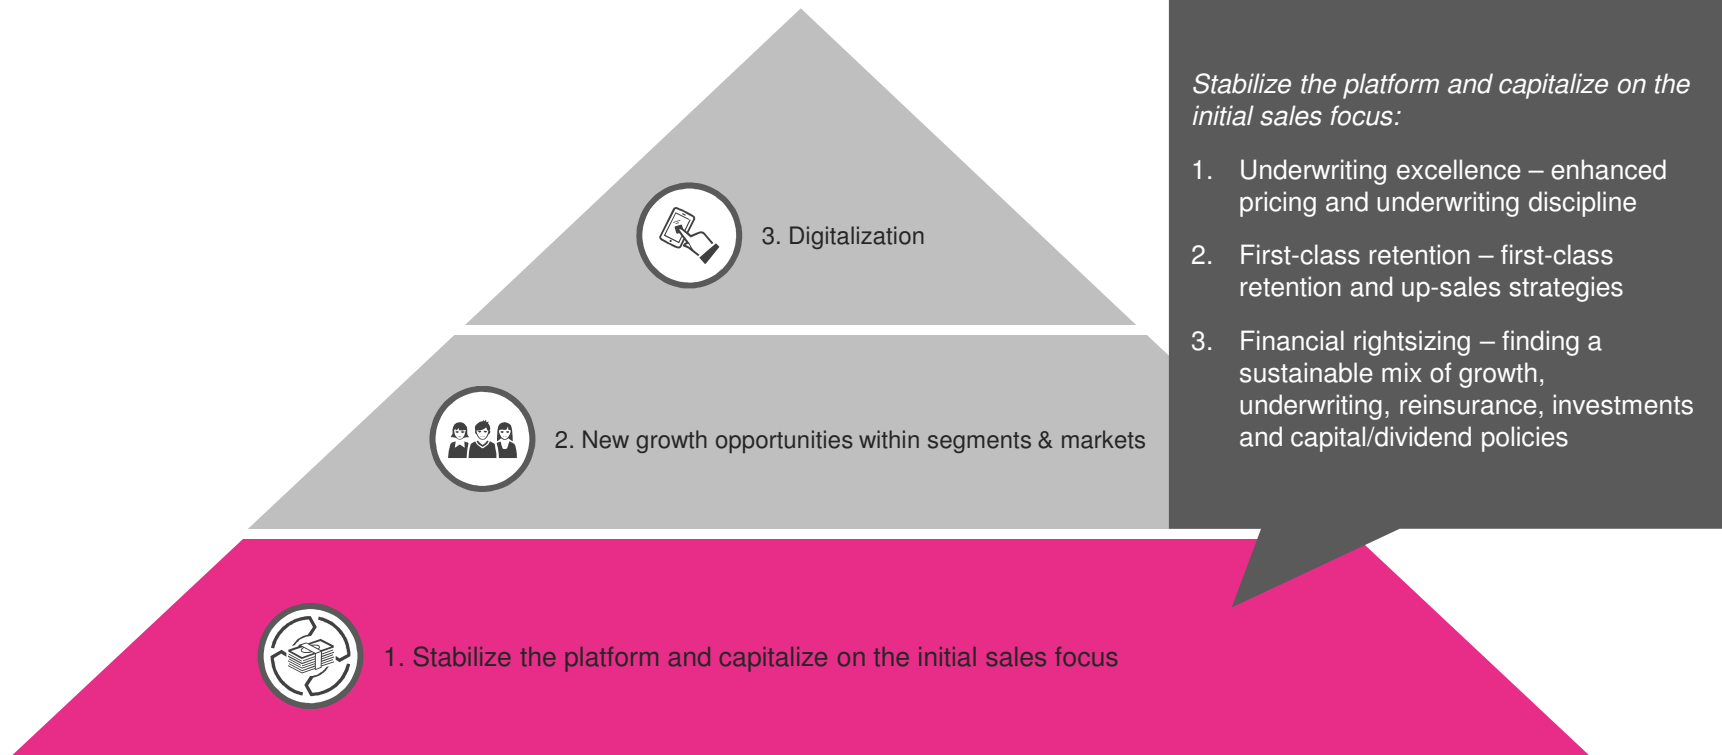 3. Digitalization
2. New growth opportunities within segments & markets
1. Stabilize the platform and capitalize on the initial sales focus
Stabilize the platform and capitalize on the
initial sales focus:
1. Underwriting excellence – enhanced
pricing and underwriting discipline
2. First-class retention – first-class
retention and up-sales strategies
3. Financial rightsizing – finding a
sustainable mix of growth,
underwriting, reinsurance, investments
and capital/dividend policies